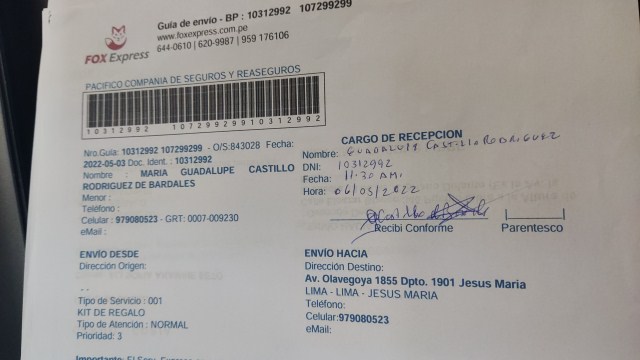 FOX Express
Guía de envío - BP : 10312992 107299299
www.foxexpress.com.pe
644-0610 | 620-9987 | 959 176106
PACIFICO COMPANIA DE SEGUROS Y REASEGUROS
10312992 10729929910312992
Nro.Guía: 10312992 107299299 - O/S:843028 Fecha:
2022-05-03 Doc. Ident. : 10312992
Nombre : MARIA GUADALUPE CASTILLO
RODRIGUEZ DE BARDALES
Menor :
Teléfono :
Celular : 979080523 - GRT: 0007-009230
eMail :
CARGO DE RECEPCION
Nombre: GUADALUPE CASTILLO RODRIGUEZ
DNI: 10312992
Fecha: 11.30 AM.
Hora: 06/05/2022
Recibi Conforme
Parentesco
ENVÍO DESDE
Dirección Origen:
- -
Tipo de Servicio : 001
KIT DE REGALO
Tipo de Atención : NORMAL
Prioridad: 3
ENVÍO HACIA
Dirección Destino:
Av. Olavegoya 1855 Dpto. 1901 Jesus Maria
LIMA - LIMA - JESUS MARIA
Teléfono:
Celular:979080523
eMail:
Importante: